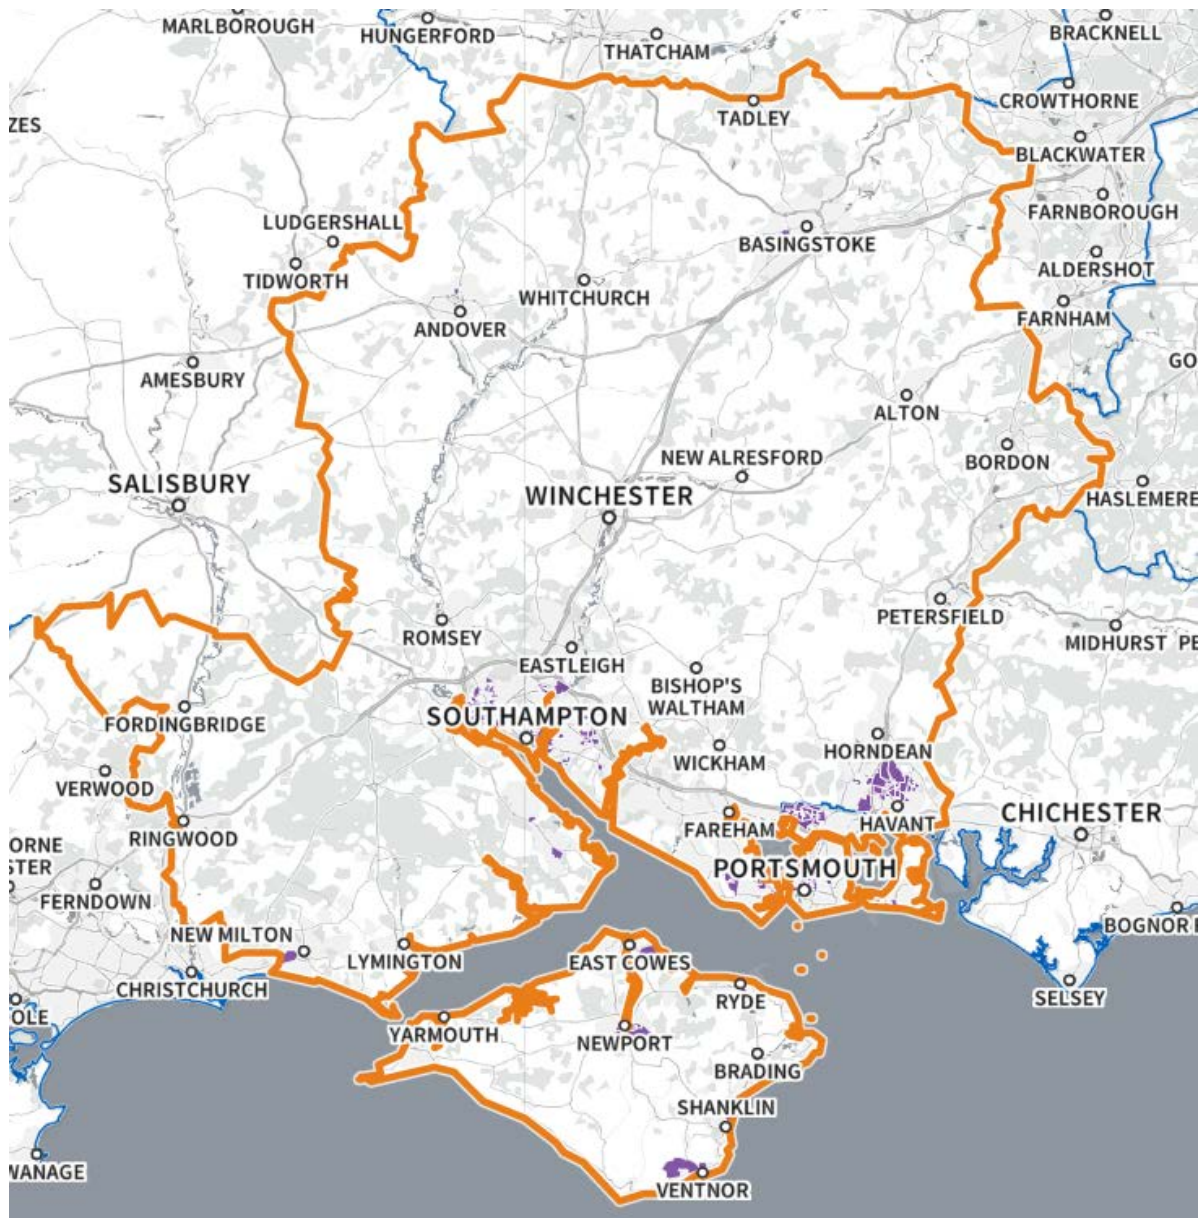 MARLBOROUGH
HUNGERFORD
THATCHAM
BRACKNELL
CROWTHORNE
TADLEY
ZES
BLACKWATER
FARNBOROUGH
LUDGERSHALL
BASINGSTOKE
ALDERSHOT
TIDWORTH
WHITCHURCH
FARNHAM
ANDOVER
GO
AMESBURY
ALTON
NEW ALRESFORD
BORDON
SALISBURY
WINCHESTER
HASLEMERE
PETERSFIELD
ROMSEY
MIDHURST
PE
EASTLEIGH
BISHOP'S
WALTHAM
FORDINGBRIDGE
SOUTHAMPTON
HORNDEAN
WICKHAM
VERWOOD
CHICHESTER
FAREHAM
HAVANT
RINGWOOD
ORNE
STER
PORTSMOUTH
FERNDOWN
BOGNOR R
NEW MILTON
LYMINGTON
EAST COWES
CHRISTCHURCH
RYDE
SELSEY
OLE
YARMOUTH
NEWPORT
BRADING
SHANKLIN
WANAGE
VENTNOR